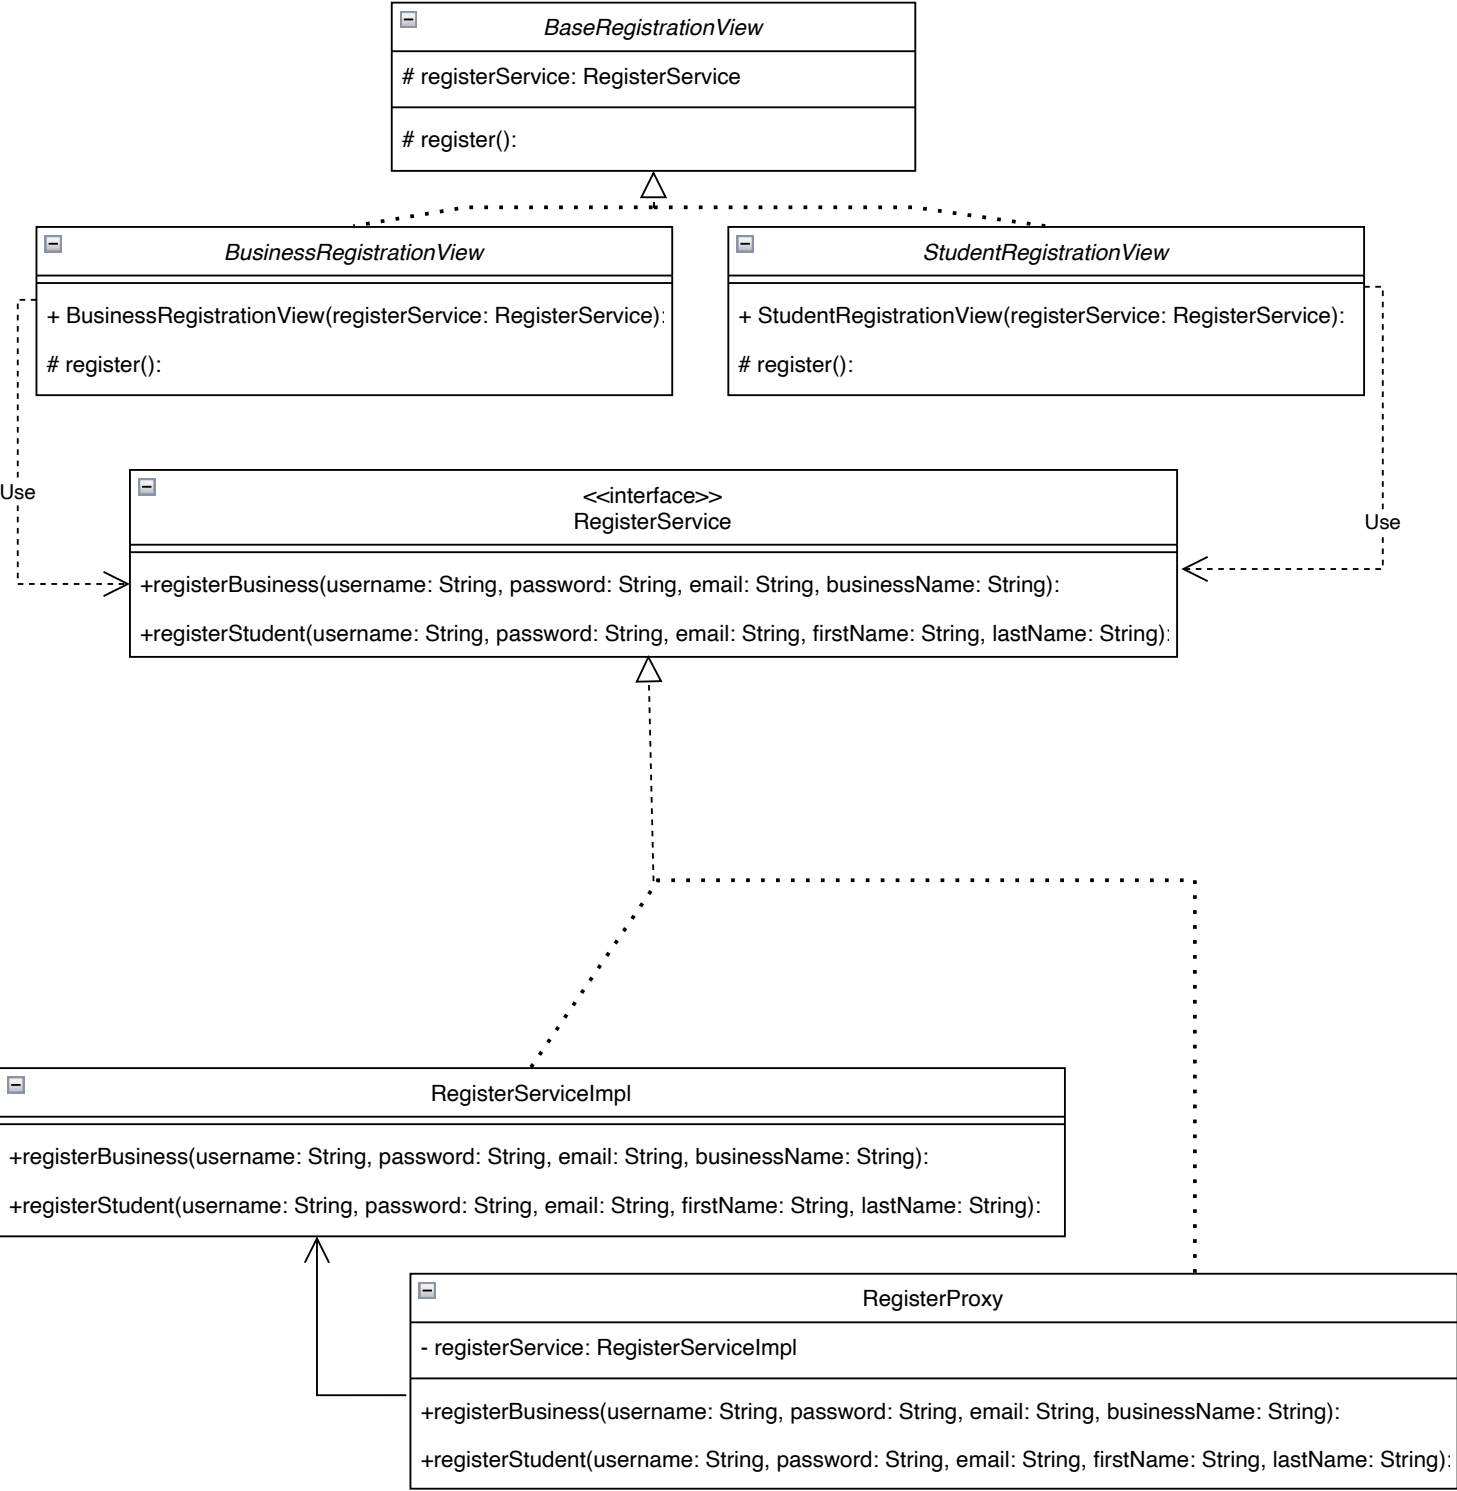 BaseRegistrationView
# registerService: RegisterService
# register():
BusinessRegistrationView
+ BusinessRegistrationView(registerService: RegisterService):
# register():
StudentRegistrationView
+ StudentRegistrationView(registerService: RegisterService):
# register():
Use
Use
<<interface>>
RegisterService
+registerBusiness(username: String, password: String, email: String, businessName: String):
+registerStudent(username: String, password: String, email: String, firstName: String, lastName: String):
RegisterServiceImpl
+registerBusiness(username: String, password: String, email: String, businessName: String):
+registerStudent(username: String, password: String, email: String, firstName: String, lastName: String):
RegisterProxy
- registerService: RegisterServiceImpl
+registerBusiness(username: String, password: String, email: String, businessName: String):
+registerStudent(username: String, password: String, email: String, firstName: String, lastName: String):